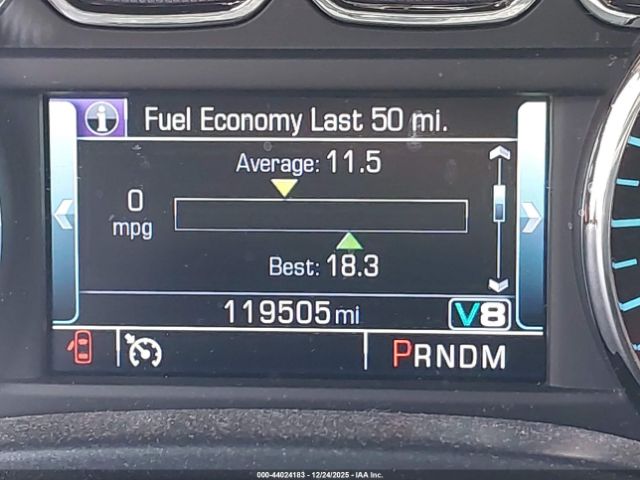 Fuel Economy Last 50 mi.
Average: 11.5
0
mpg
Best: 18.3
119505 mi V8
PRNDM
000-44024183 - 12/24/2025 - IAA Inc.